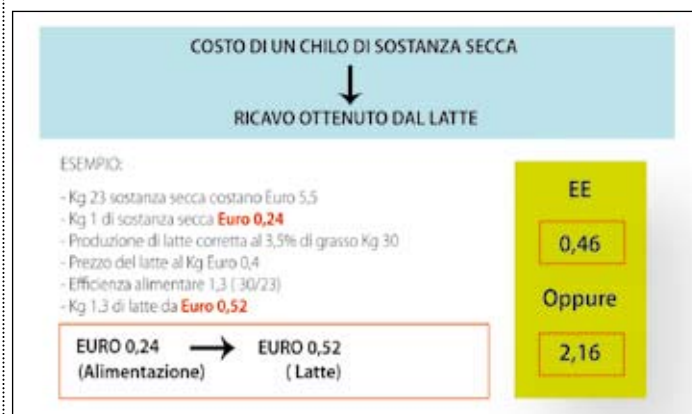 COSTO DI UN CHILO DI SOSTANZA SECCA
RICAVO OTTENUTO DAL LATTE
ESEMPIO:
- Kg 23 sostanza secca costano Euro 5,5
- Kg 1 di sostanza secca Euro 0,24
- Produzione di latte corretta al 3,5% di grasso Kg 30
- Prezzo del latte al Kg Euro 0,4
- Efficienza alimentare 1,3 ( 30/23)
- Kg 1.3 di latte da Euro 0,52
EURO 0,24 EURO 0,52
(Alimentazione) ( Latte)
EE
0,46
Oppure
2,16